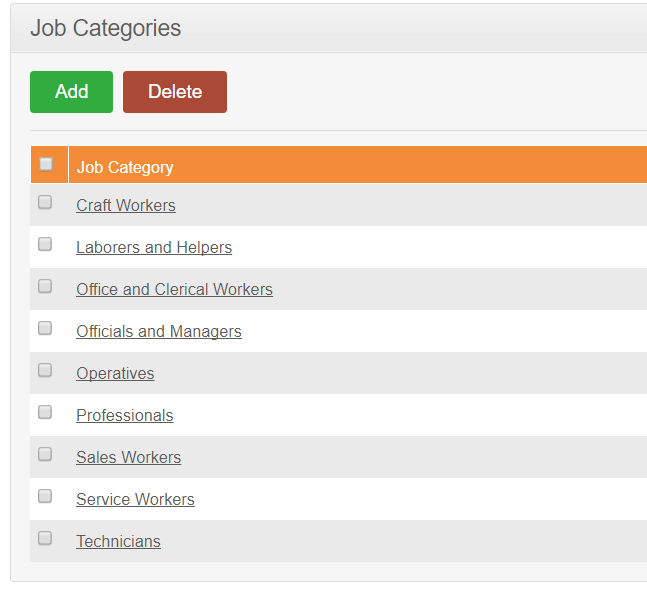 Job Categories
Add Delete
Job Category
Craft Workers
Laborers and Helpers
Office and Clerical Workers
Officials and Managers
Operatives
Professionals
Sales Workers
Service Workers
Technicians